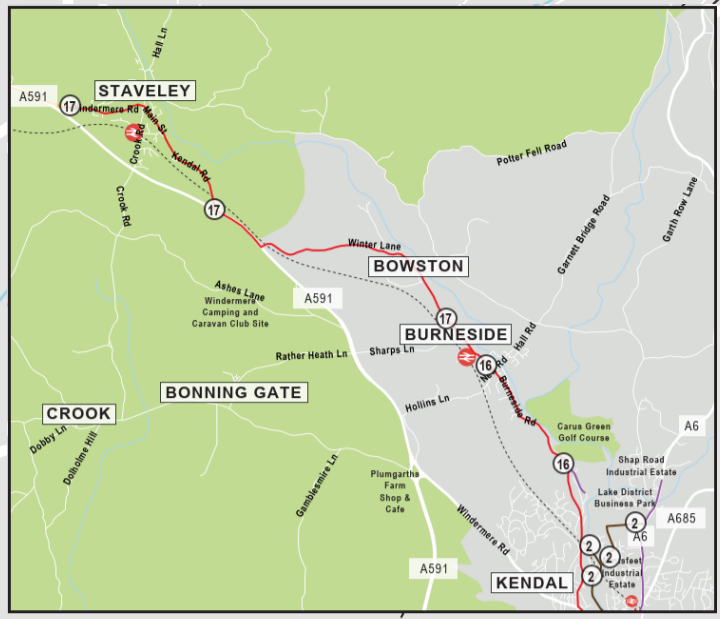 Hall Ln
STAVELEY
A591
17
indermere Rd
Main St
Crook Rd
Kendal Rd
Potter Fell Road
Crook Rd
17
Garth Row Lane
Garnett Bridge Road
Winter Lane
BOWSTON
Ashes Lane
A591
Windermere
Camping and
Caravan Club Site
17
BURNESIDE
Hall Rd
Rather Heath Ln
Sharps Ln
16
Rd
BONNING GATE
Hollins Ln
Burneside Rd
CROOK
Dobby Ln
Dolholme Hill
Carus Green
Golf Course
A6
16
Shap Road
Industrial Estate
Gamblesmire Ln
Plumgarths
Farm
Shop &
Cafe
Lake District
Business Park
Windermere Rd
2
A685
A6
2
2
sfeet
Industrial
Estate
A591
KENDAL
2